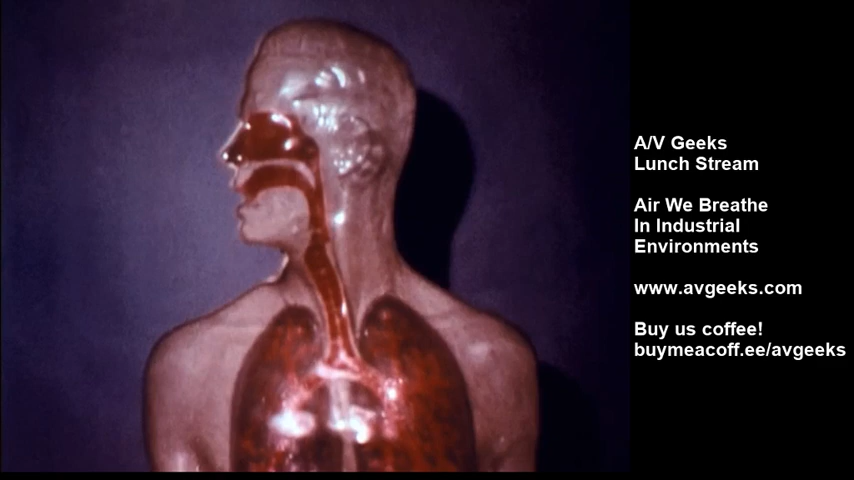 A/V Geeks
Lunch Stream
Air We Breathe
In Industrial
Environments
www.avgeeks.com
Buy us coffee!
buymeacoff.ee/avgeeks